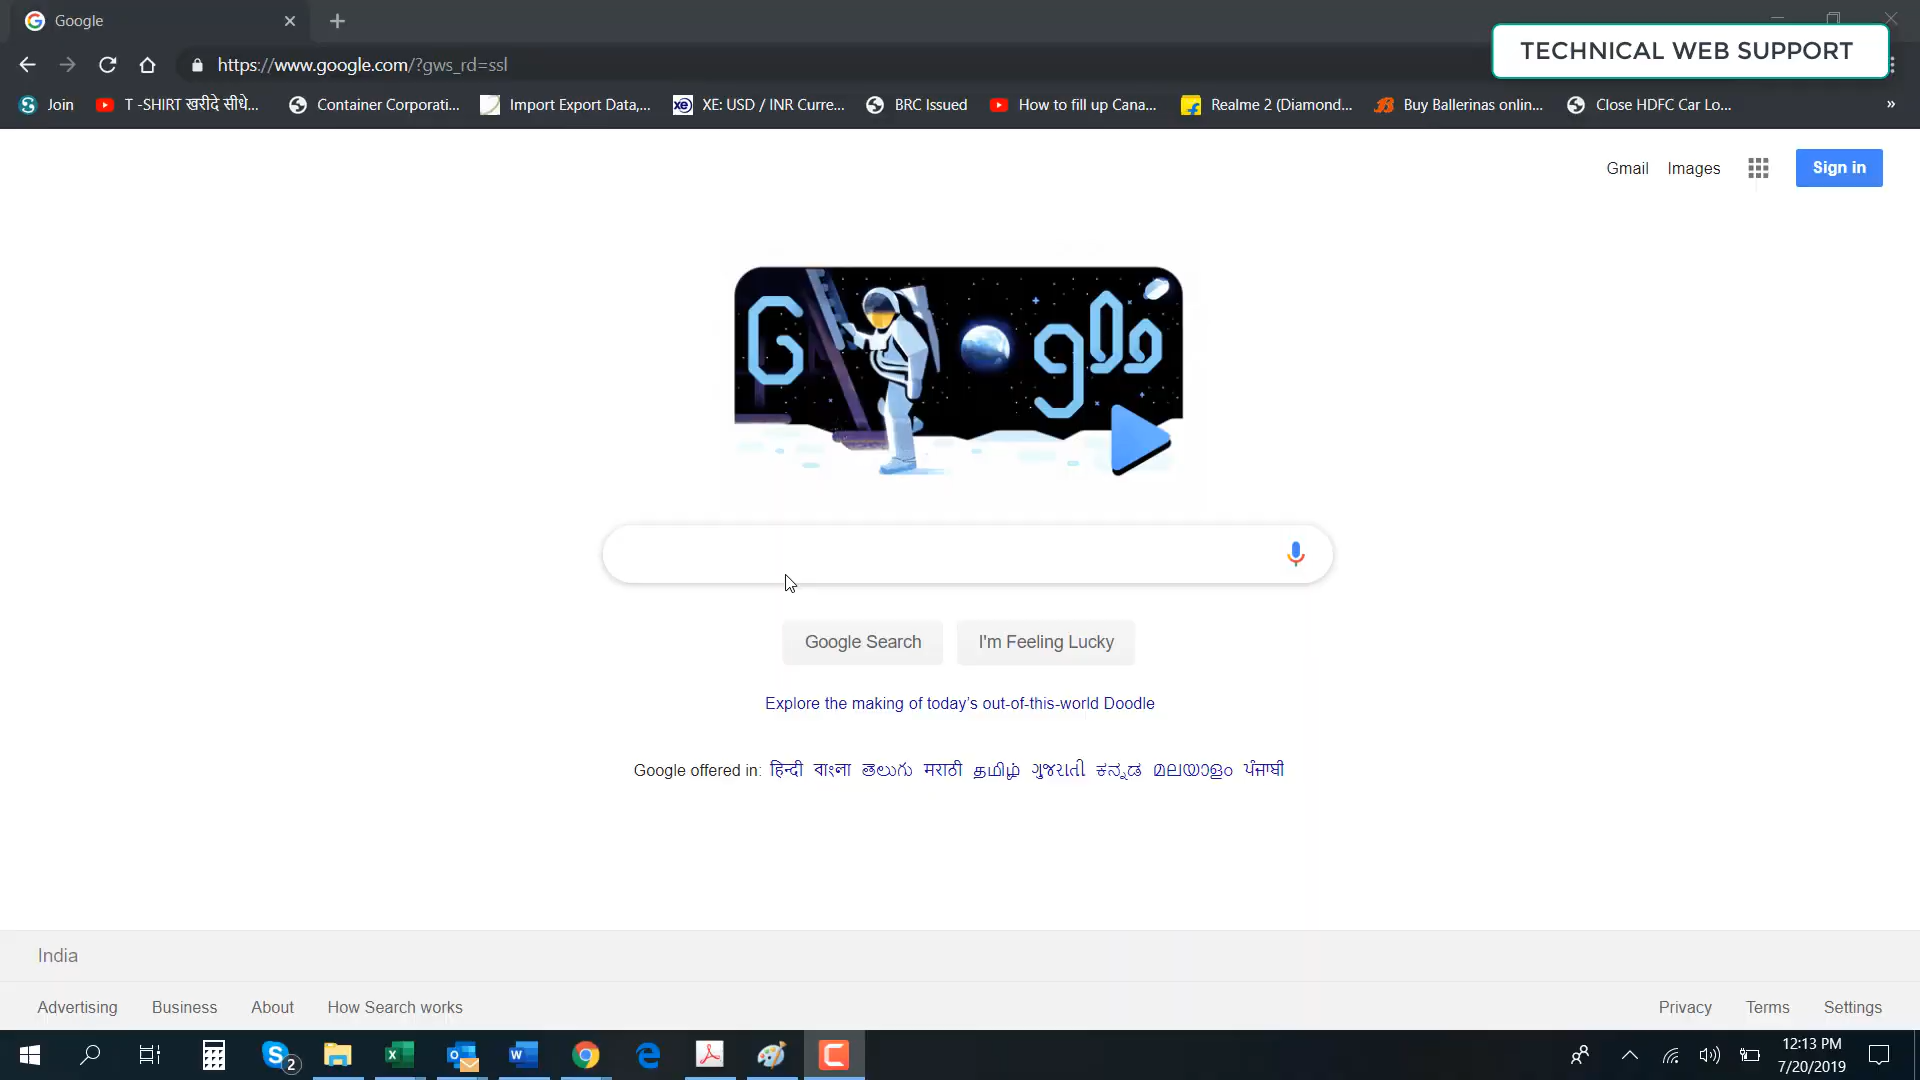 Google
TECHNICAL WEB SUPPORT
https://www.google.com/?gws_rd=ssl
Join T -SHIRT खरीदे सीधे... Container Corporati... Import Export Data,... XE: USD / INR Curre... BRC Issued How to fill up Cana... Realme 2 (Diamond... Buy Ballerinas onlin... Close HDFC Car Lo... »
Gmail Images Sign in
Google Search I'm Feeling Lucky
Explore the making of today's out-of-this-world Doodle
Google offered in: हिन्दी বাংলা తెలుగు मराठी தமிழ் ગુજરાતી ಕನ್ನಡ മലയാളം ਪੰਜਾਬੀ
India
Advertising Business About How Search works Privacy Terms Settings
2
12:13 PM
7/20/2019